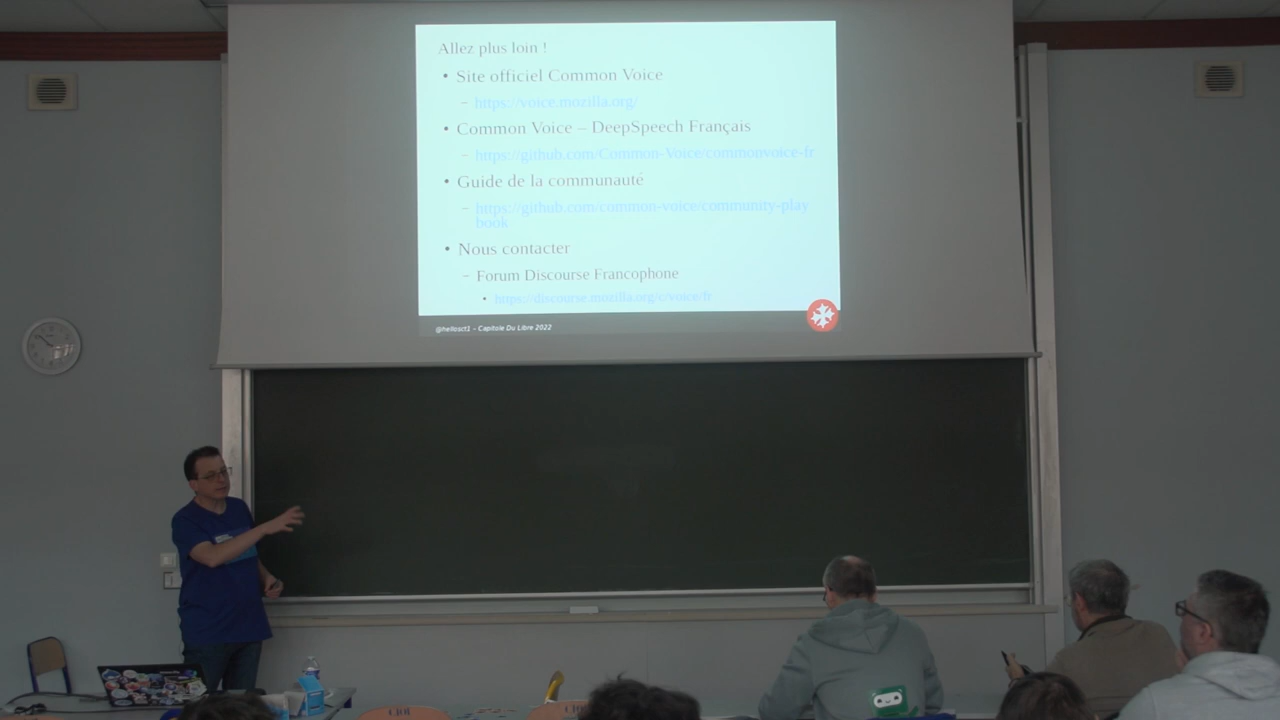 Allez plus loin !
• Site officiel Common Voice
– https://voice.mozilla.org/
• Common Voice – DeepSpeech Français
– https://github.com/Common-Voice/commonvoice-fr
• Guide de la communauté
– https://github.com/common-voice/community-play
book
• Nous contacter
– Forum Discourse Francophone
• https://discourse.mozilla.org/c/voice/fr
@hellosct1 – Capitole Du Libre 2022